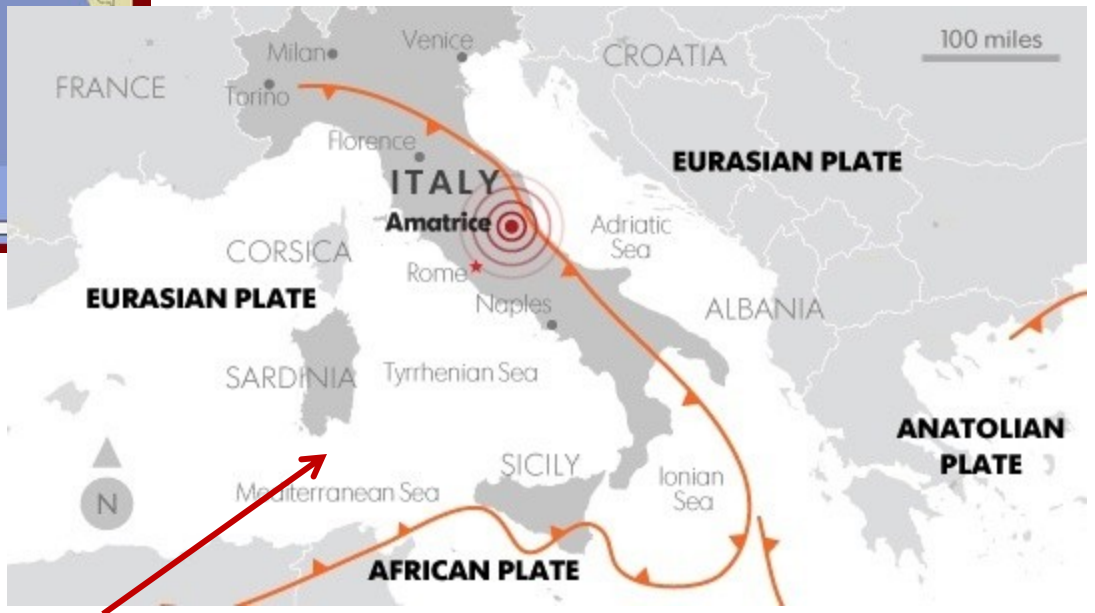 Milan
Venice
CROATIA
100 miles
FRANCE
Torino
Florence
EURASIAN PLATE
ITALY
Amatrice
Adriatic
Sea
CORSICA
Rome
EURASIAN PLATE
Naples
ALBANIA
SARDINIA
Tyrrhenian Sea
ANATOLIAN
PLATE
SICILY
Ionian
Sea
Mediterranean Sea
N
AFRICAN PLATE